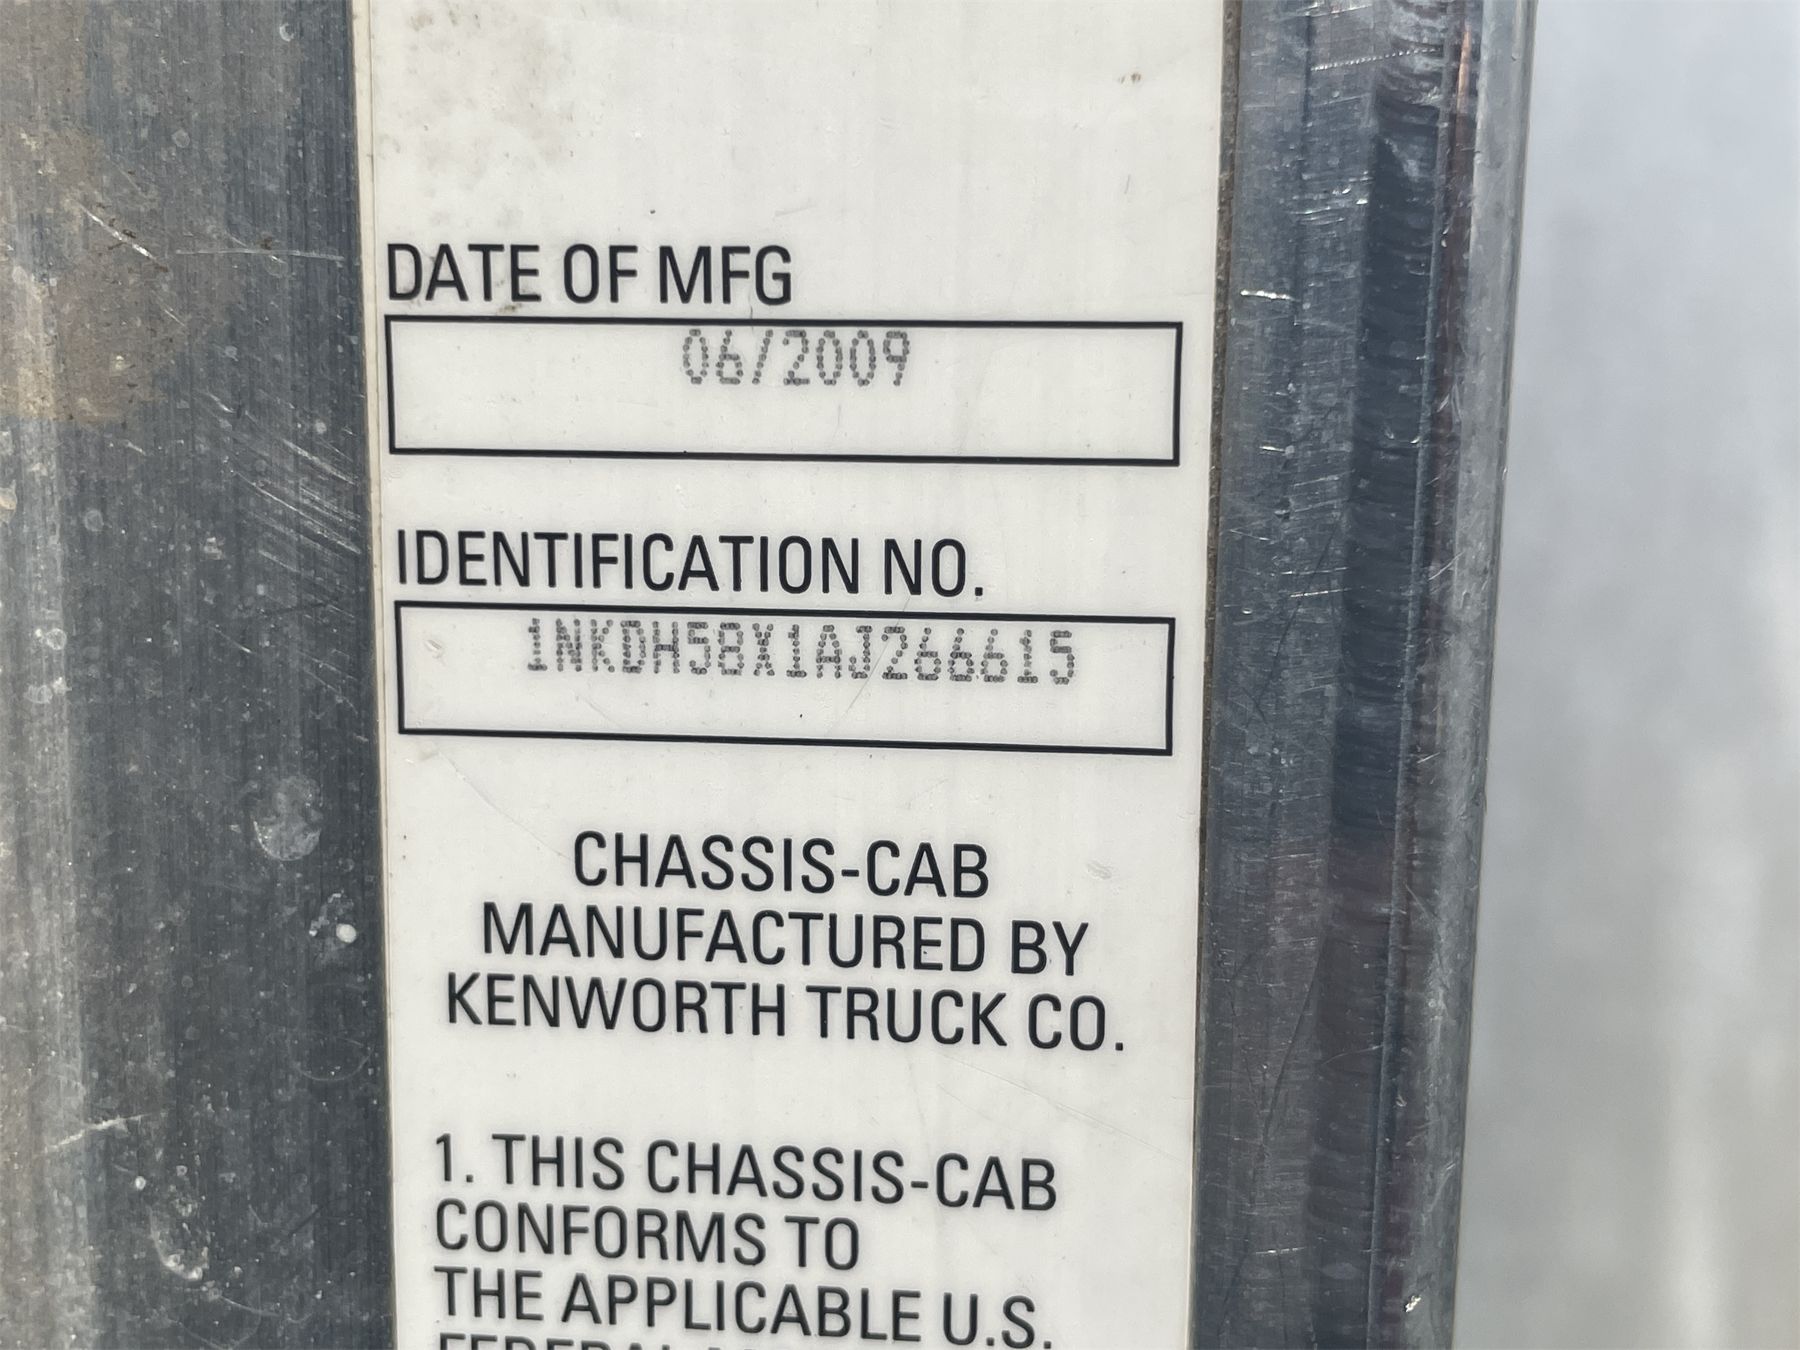 DATE OF MFG
06/2009
IDENTIFICATION NO.
1NKDH58X1AJ266615
CHASSIS-CAB
MANUFACTURED BY
KENWORTH TRUCK CO.
1. THIS CHASSIS-CAB
CONFORMS TO
THE APPLICABLE U.S.
FEDERAL